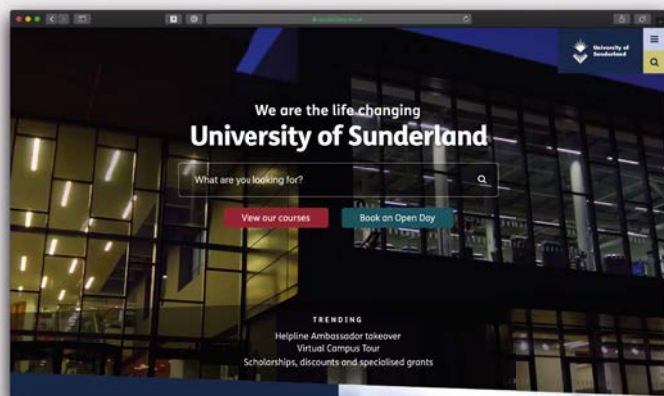 University of
Sunderland
We are the life changing
University of Sunderland
What are you looking for?
View our courses
Book an Open Day
TRENDING
Helpline Ambassador takeover
Virtual Campus Tour
Scholarships, discounts and specialised grants